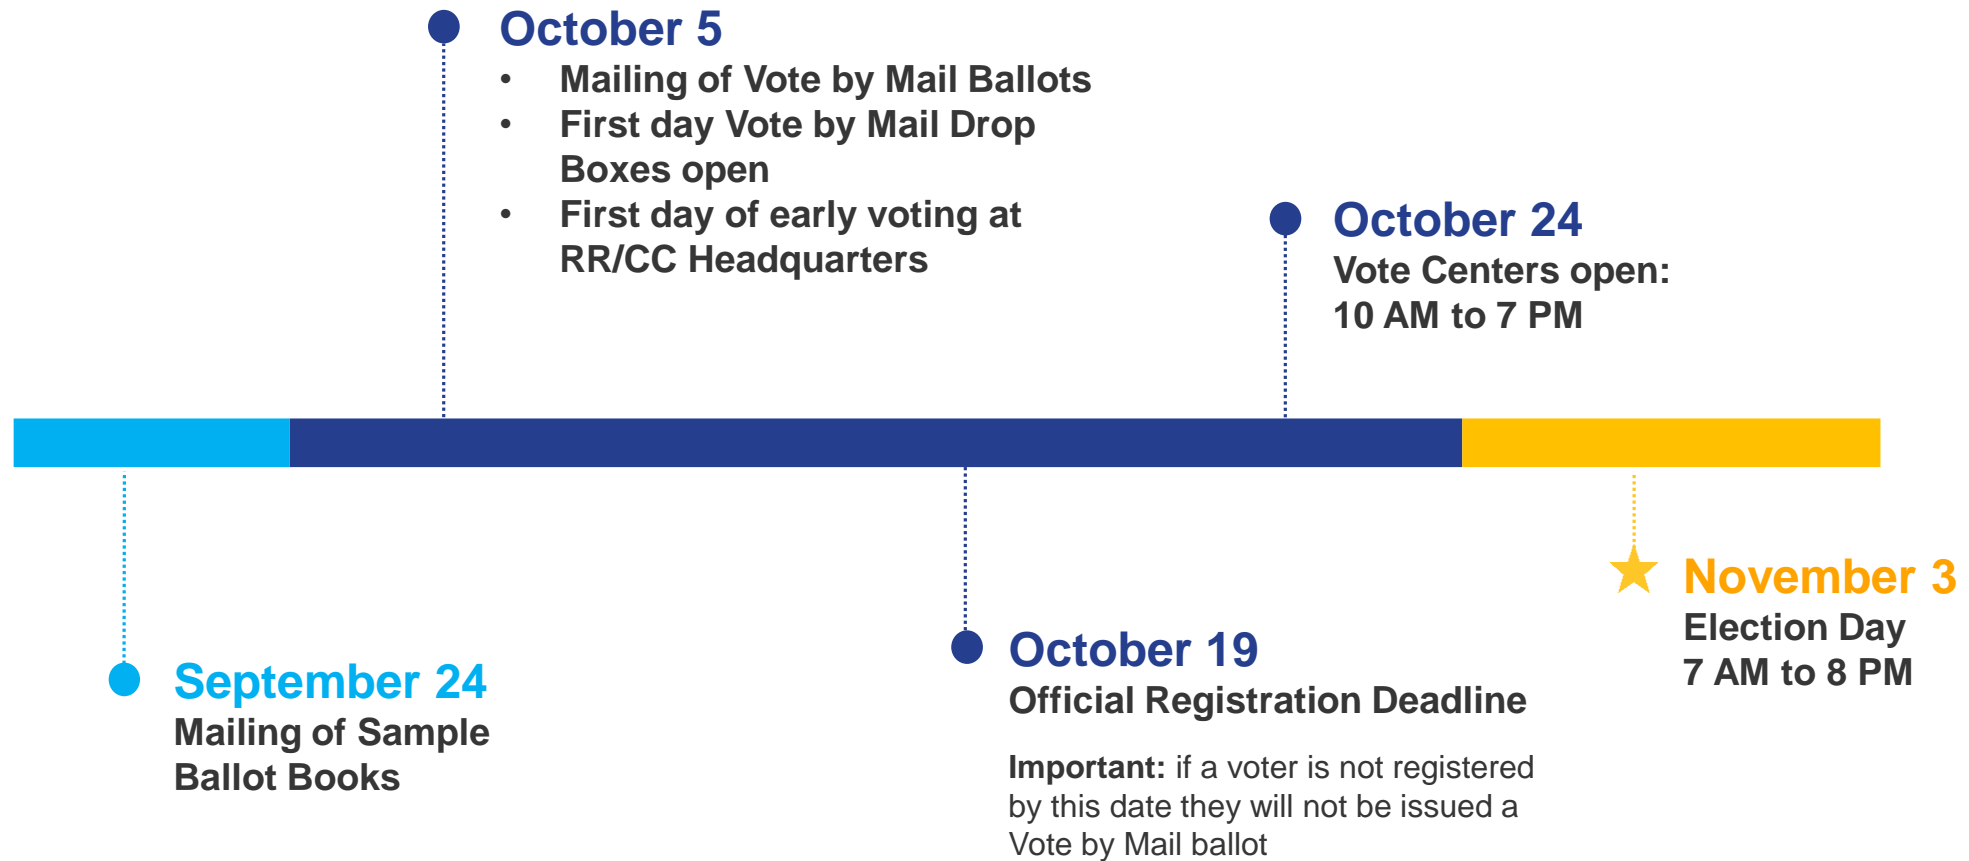 October 5
• Mailing of Vote by Mail Ballots
• First day Vote by Mail Drop
Boxes open
• First day of early voting at
RR/CC Headquarters
October 24
Vote Centers open:
10 AM to 7 PM
September 24
Mailing of Sample
Ballot Books
October 19
Official Registration Deadline
Important: if a voter is not registered
by this date they will not be issued a
Vote by Mail ballot
November 3
Election Day
7 AM to 8 PM